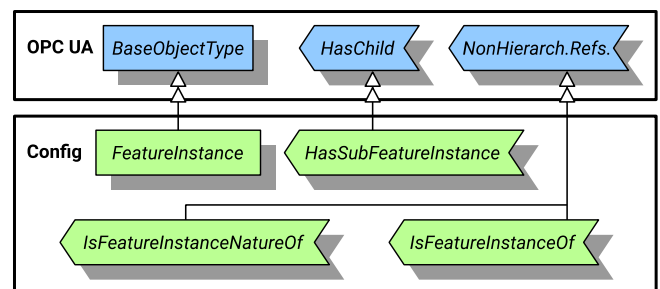 OPC UA
BaseObjectType
HasChild
NonHierarch.Refs.
Config
FeatureInstance
HasSubFeatureInstance
IsFeatureInstanceNatureOf
IsFeatureInstanceOf